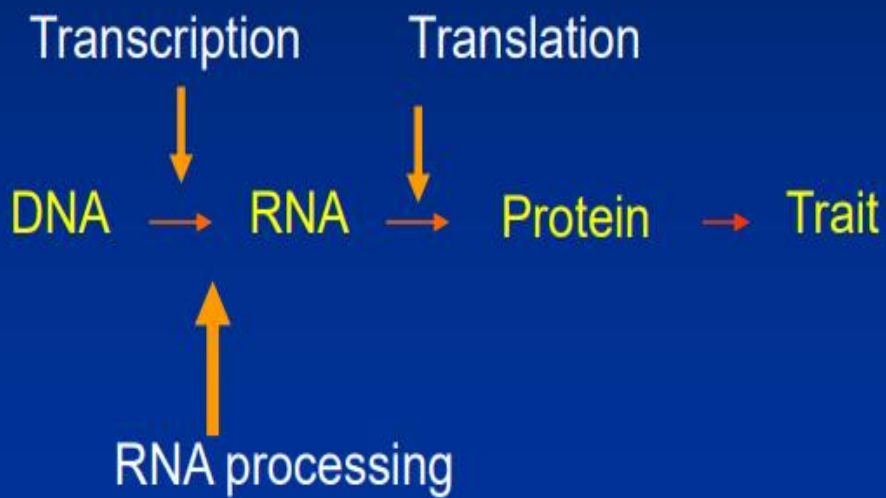 Transcription Translation
DNA RNA Protein Trait
RNA processing